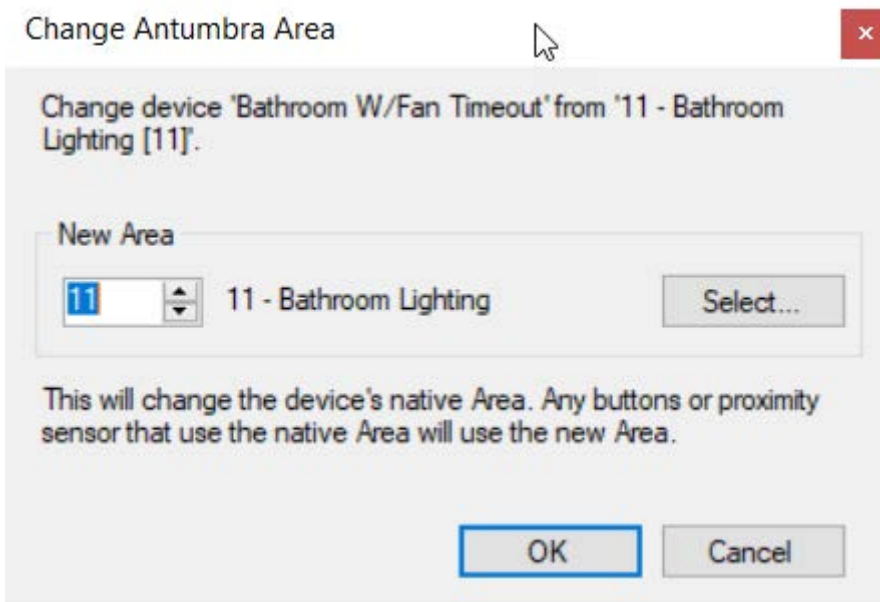 Change Antumbra Area
Change device 'Bathroom W/Fan Timeout' from '11 - Bathroom
Lighting [11]'.
New Area
11
11 - Bathroom Lighting
Select...
This will change the device's native Area. Any buttons or proximity
sensor that use the native Area will use the new Area.
OK
Cancel